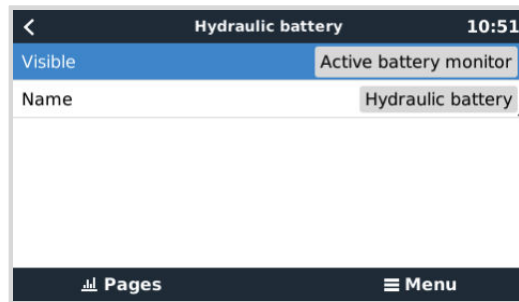 Hydraulic battery 10:51
Visible Active battery monitor
Name Hydraulic battery
Pages Menu